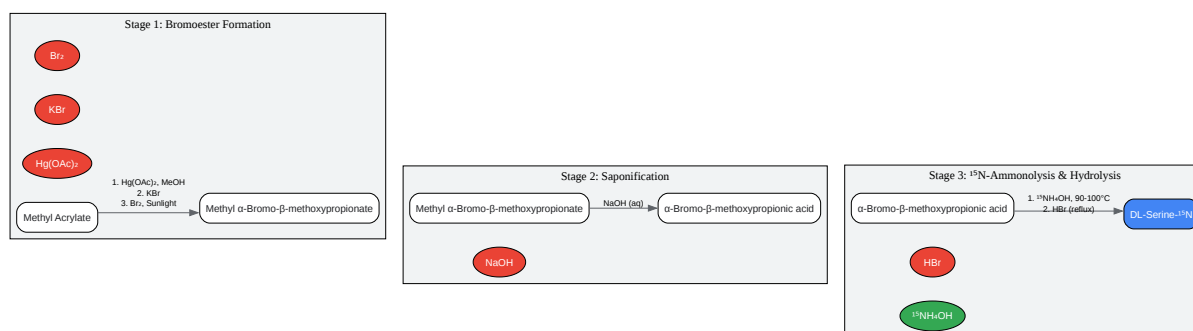 Stage 1: Bromoester Formation
Br₂
KBr
Hg(OAc)₂
1. Hg(OAc)₂, MeOH
2. KBr
3. Br₂, Sunlight
Methyl Acrylate
Methyl α-Bromo-β-methoxypropionate
Stage 2: Saponification
Methyl α-Bromo-β-methoxypropionate
NaOH (aq)
α-Bromo-β-methoxypropionic acid
NaOH
Stage 3: ¹⁵N-Ammonolysis & Hydrolysis
α-Bromo-β-methoxypropionic acid
1. ¹⁵NH₄OH, 90-100°C
2. HBr (reflux)
DL-Serine-¹⁵N
HBr
¹⁵NH₄OH